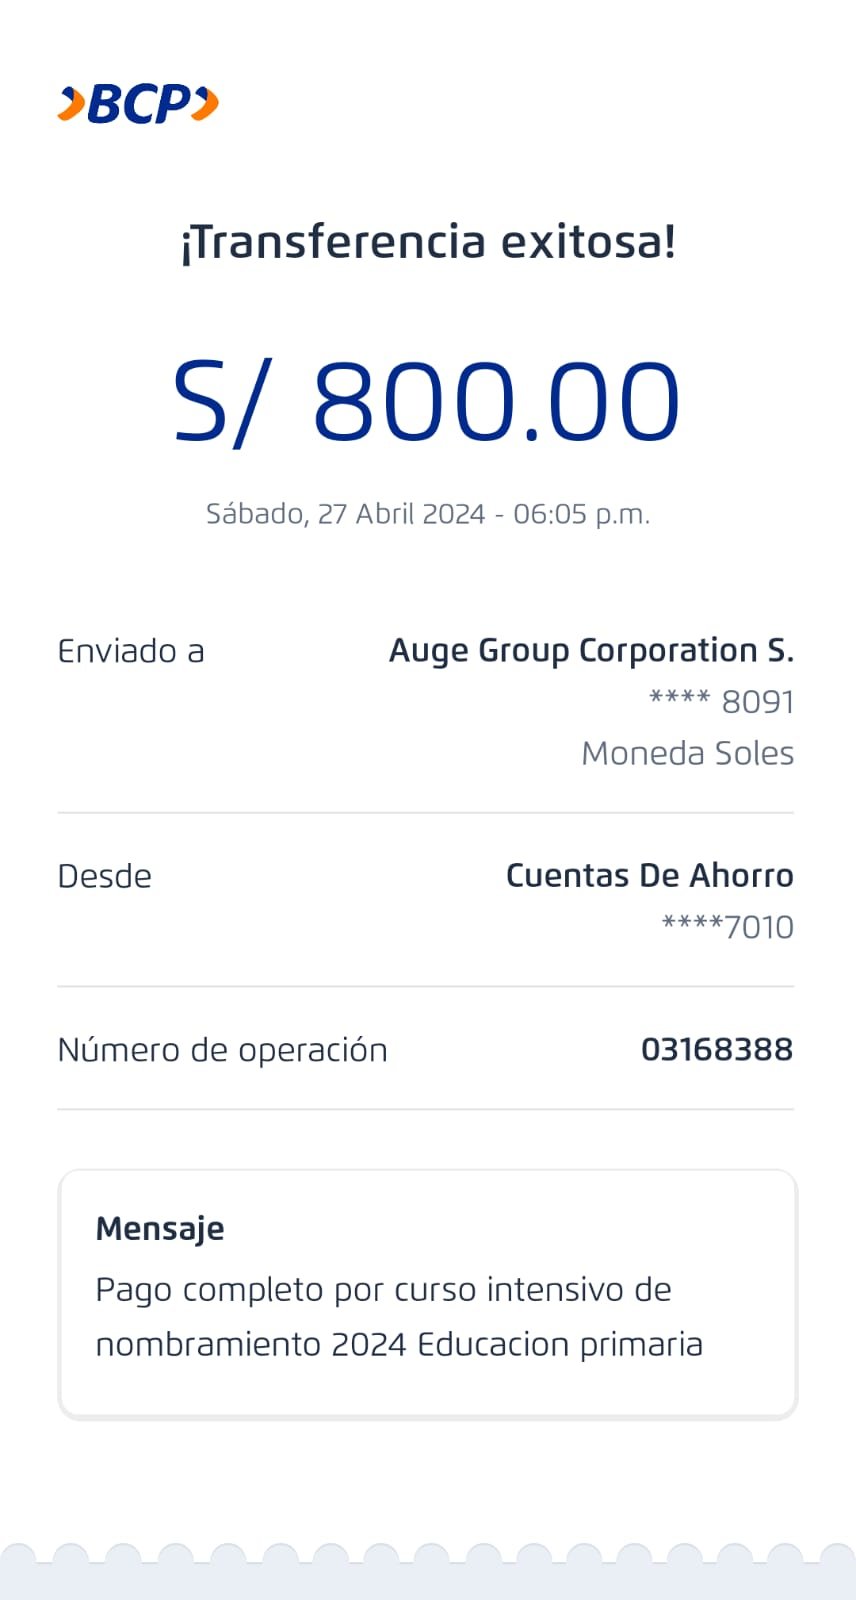 BCP
¡Transferencia exitosa!
S/ 800.00
Sábado, 27 Abril 2024 - 06:05 p.m.
Enviado a Auge Group Corporation S.
**** 8091
Moneda Soles
Desde Cuentas De Ahorro
****7010
Número de operación 03168388
Mensaje
Pago completo por curso intensivo de
nombramiento 2024 Educacion primaria